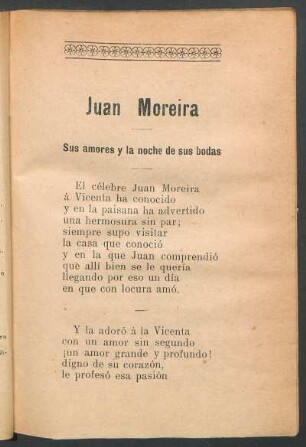 Juan Moreira
Sus amores y la noche de sus bodas
El célebre Juan Moreira
á Vicenta ha conocido
y en la paisana ha advertido
una hermosura sin par;
siempre supo visitar
la casa que conoció
y en la que Juan comprendió
que allí bien se le quería
llegando por eso un día
en que con locura amó.
Y la adoró á la Vicenta
con un amor sin segundo
¡un amor grande y profundo!
digno de su corazón,
le profesó esa pasión